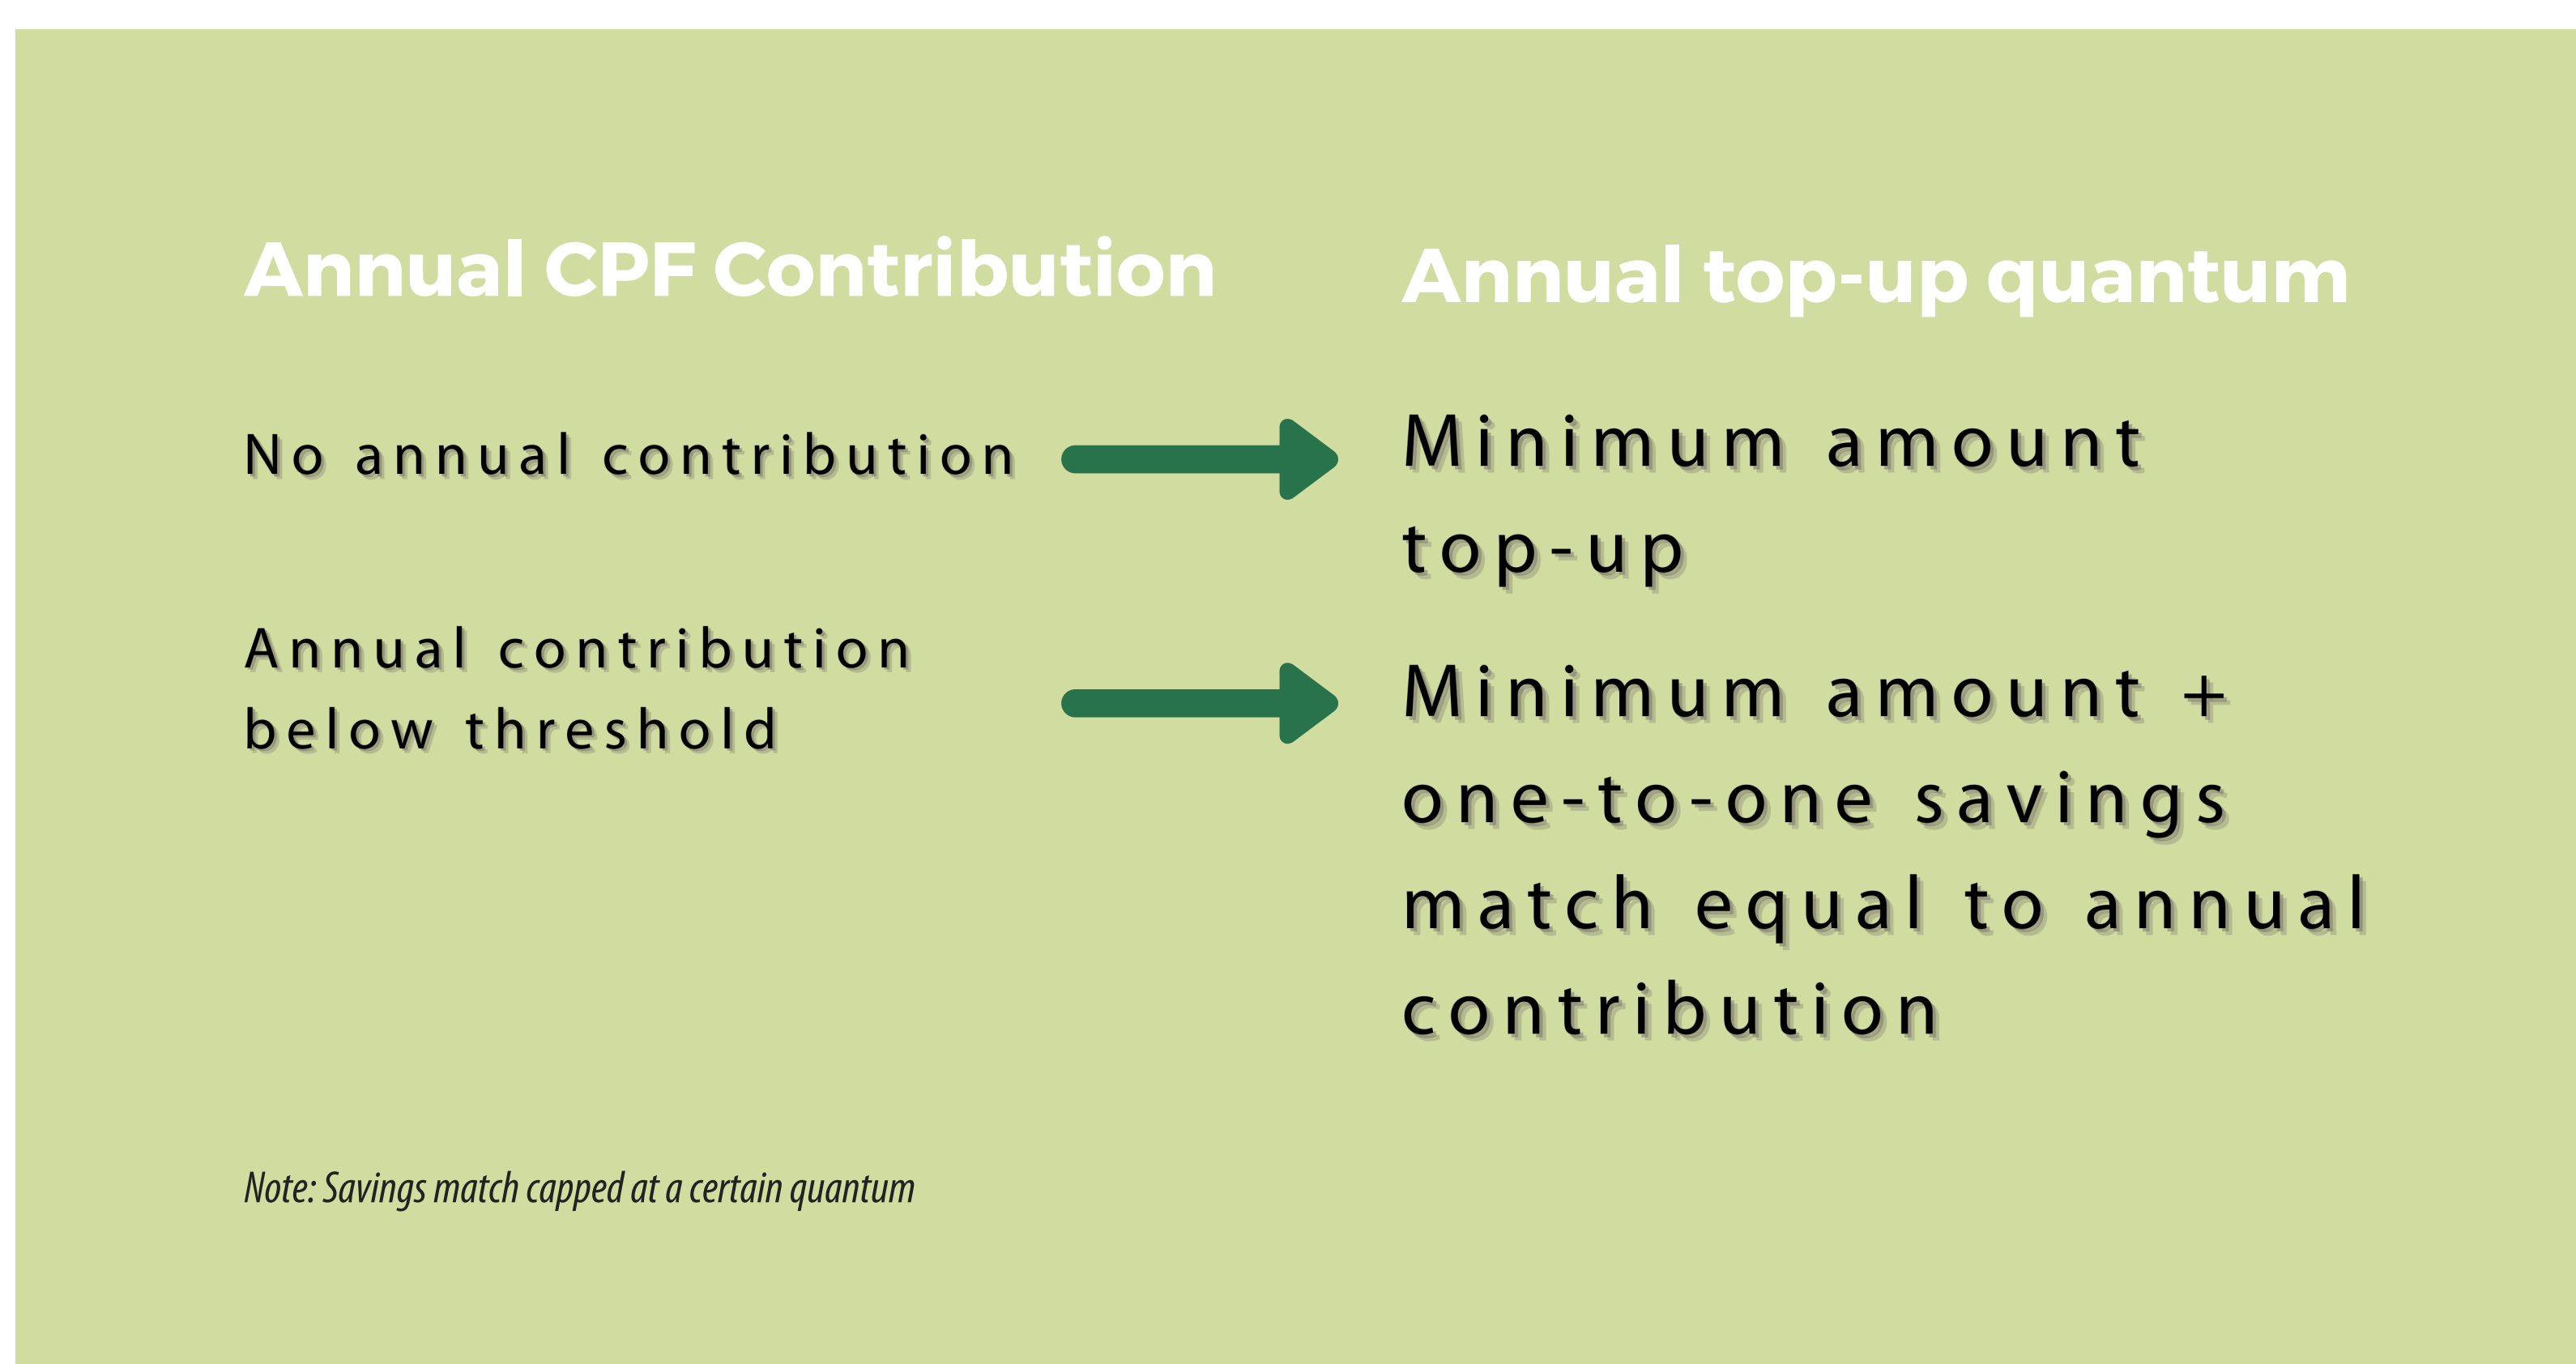 Annual CPF Contribution
Annual top-up quantum
No annual contribution
Minimum amount
top-up
Annual contribution
below threshold
Minimum amount +
one-to-one savings
match equal to annual
contribution
Note: Savings match capped at a certain quantum